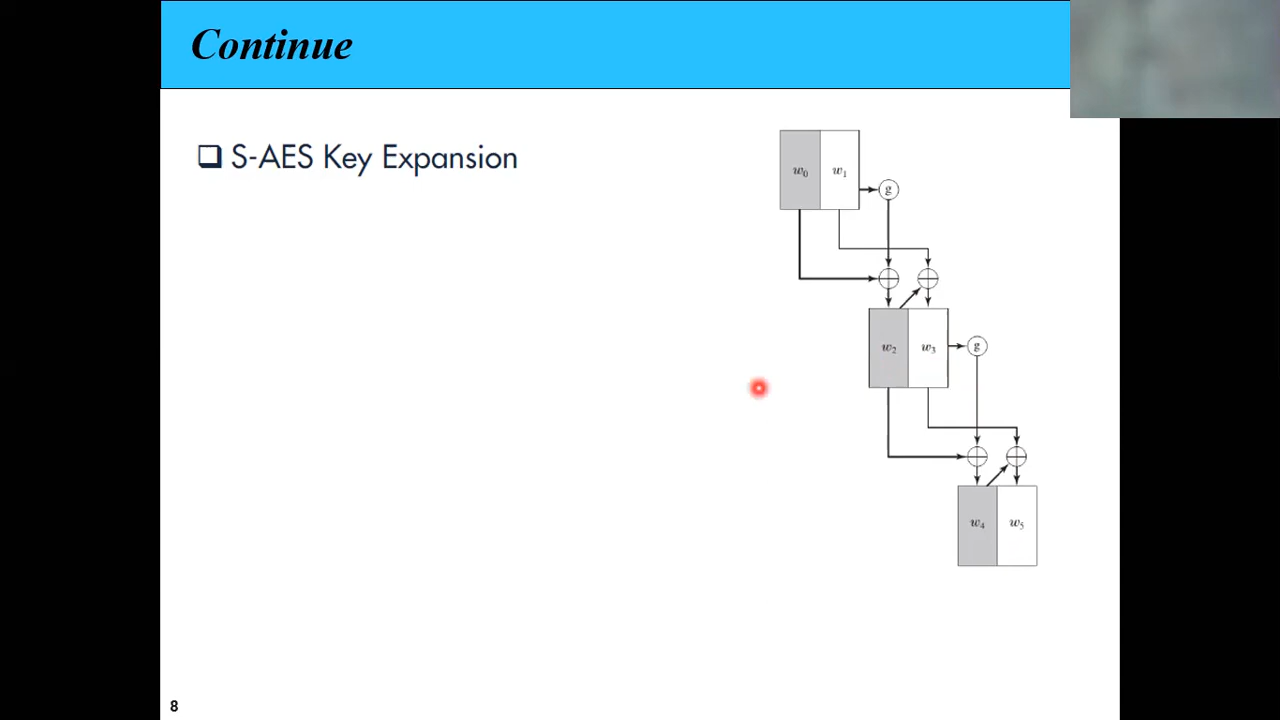 Continue
❑ S-AES Key Expansion
w₀ w₁
g
w₂ w₃
g
w₄ w₅
8